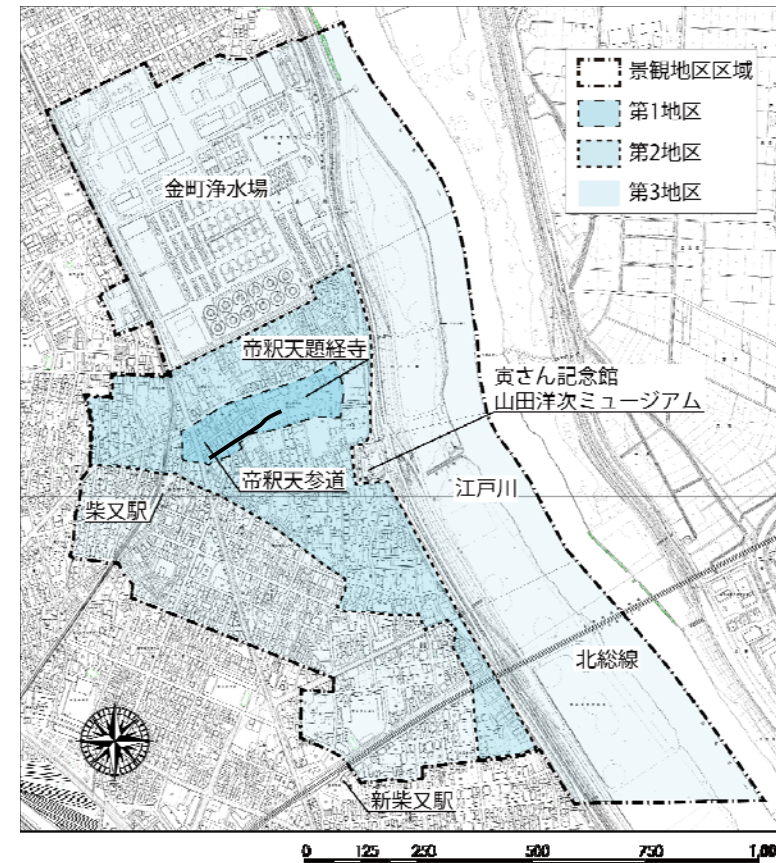 景観地区区域
第1地区
第2地区
第3地区
金町浄水場
帝釈天題経寺
寅さん記念館
山田洋次ミュージアム
帝釈天参道
江戸川
柴又駅
北総線
新柴又駅
0 125 250 500 750 1,00